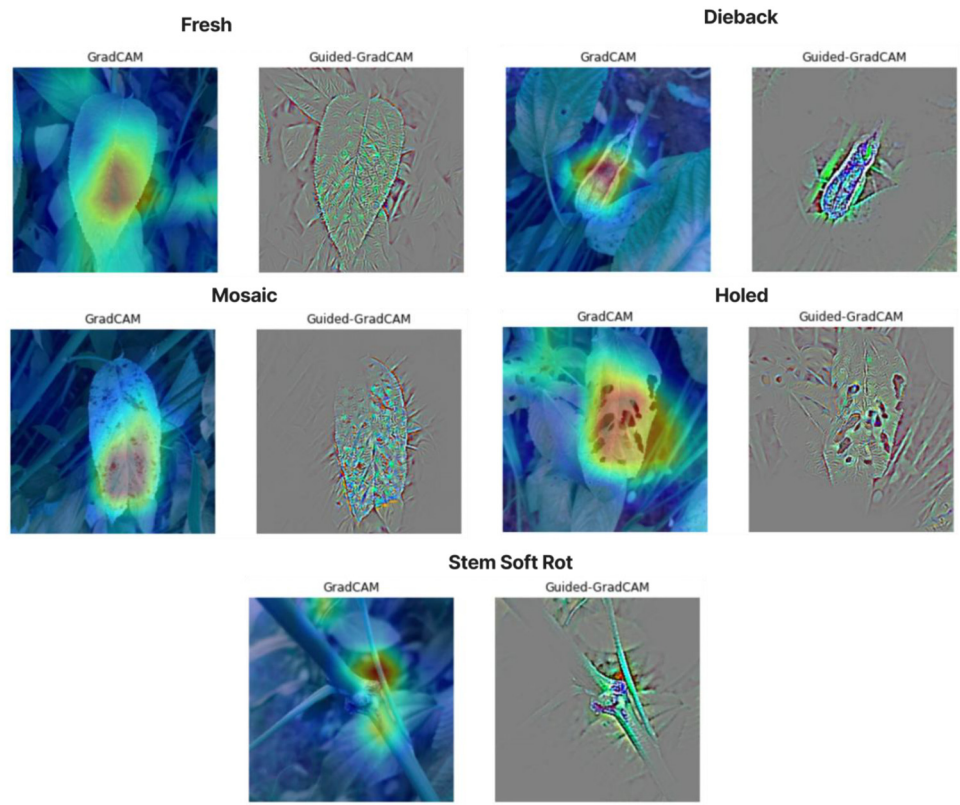 Fresh
Dieback
GradCAM
Guided-GradCAM
GradCAM
Guided-GradCAM
Mosaic
Holed
GradCAM
Guided-GradCAM
GradCAM
Guided-GradCAM
Stem Soft Rot
GradCAM
Guided-GradCAM